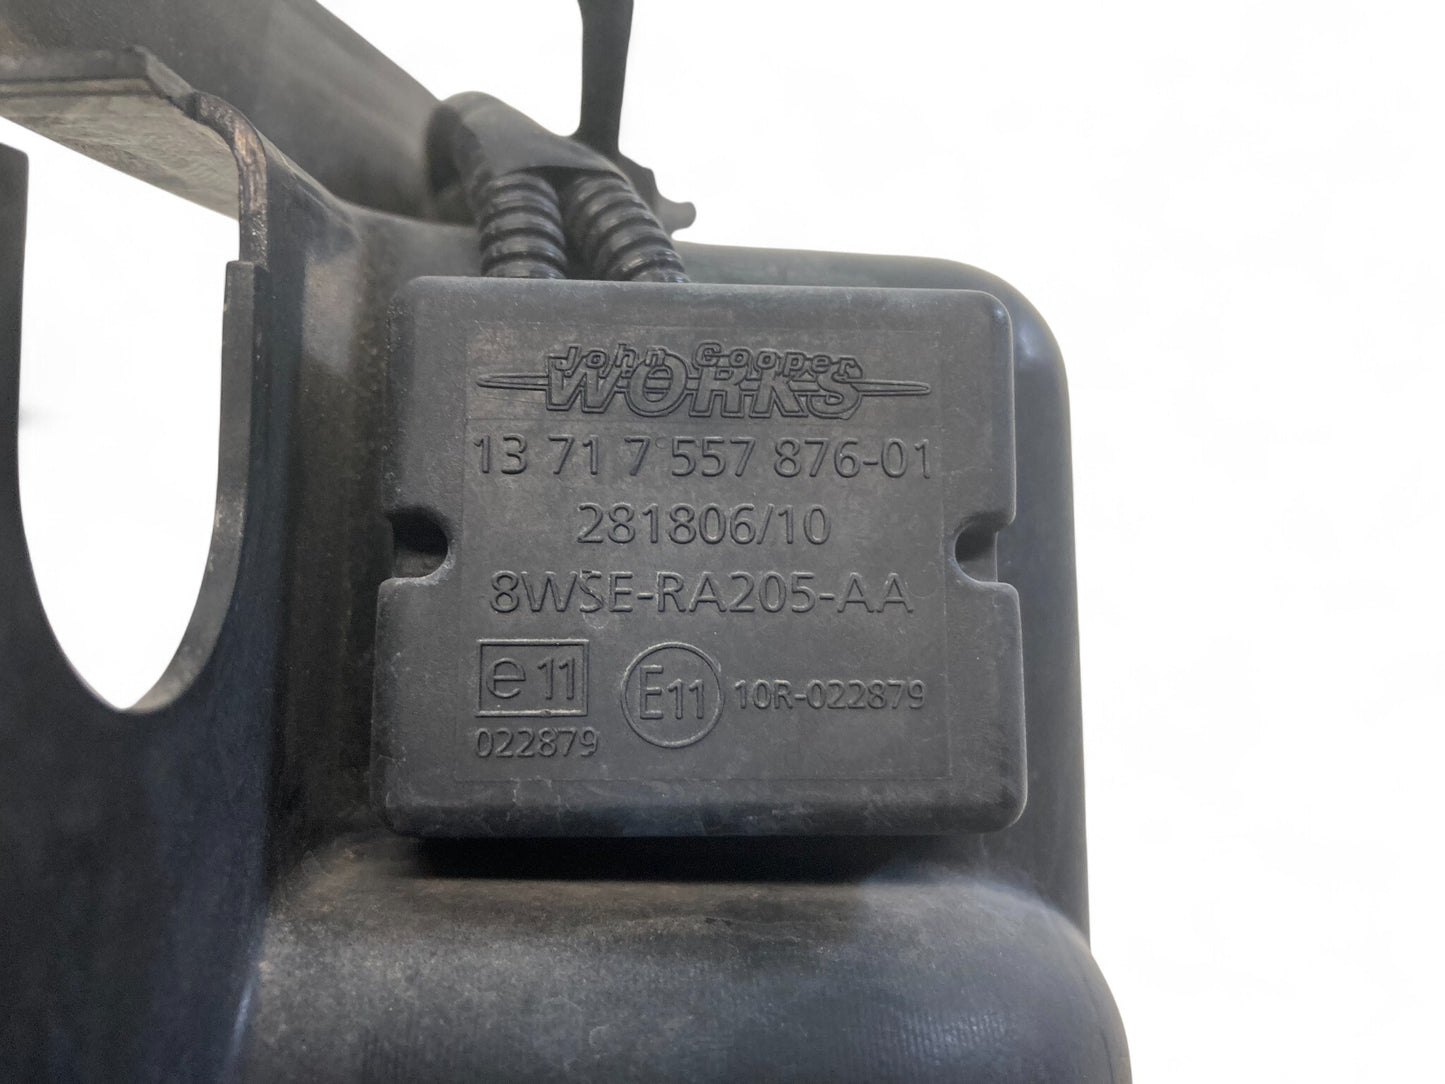 John Cooper
WORKS
13 71 7 557 876-01
281806/10
8WSE-RA205-AA
e11 E11 10R-022879
022879